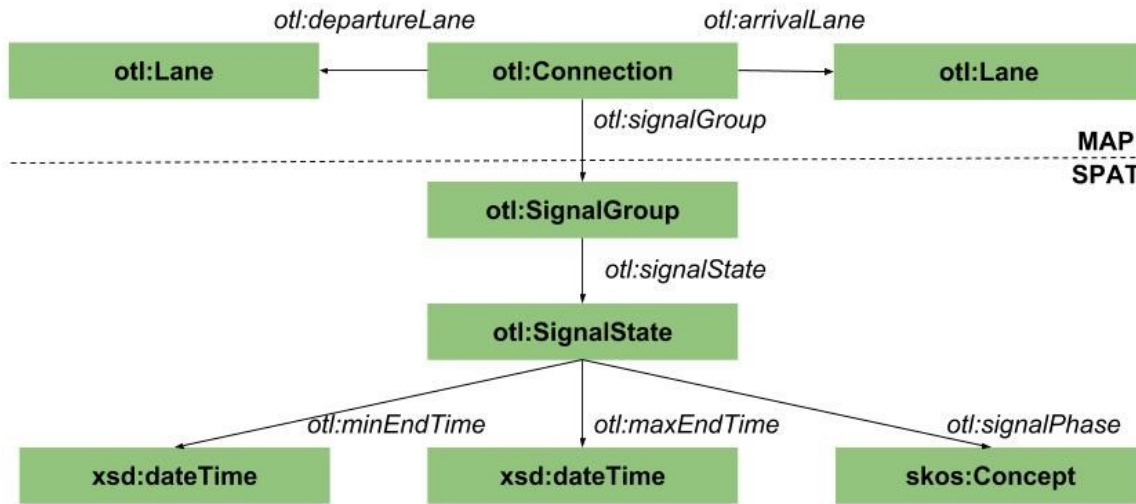 otl:departureLane
otl:arrivalLane
otl:Lane
otl:Connection
otl:Lane
otl:signalGroup
MAP
SPAT
otl:SignalGroup
otl:signalState
otl:SignalState
otl:minEndTime
otl:maxEndTime
otl:signalPhase
xsd:dateTime
xsd:dateTime
skos:Concept